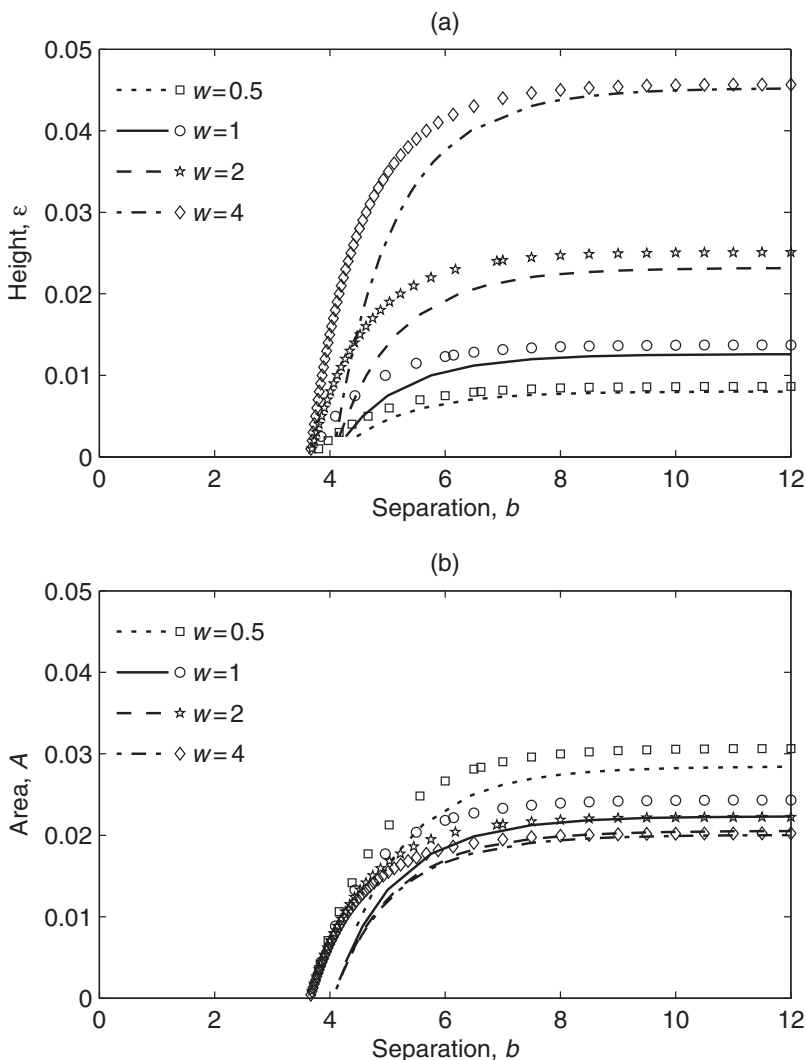 (a)
0.05
0.04
0.03
0.02
0.01
0
Height, ε
w=0.5
w=1
w=2
w=4
0 2 4 6 8 10 12
Separation, b
(b)
0.05
0.04
0.03
0.02
0.01
0
Area, A
w=0.5
w=1
w=2
w=4
0 2 4 6 8 10 12
Separation, b